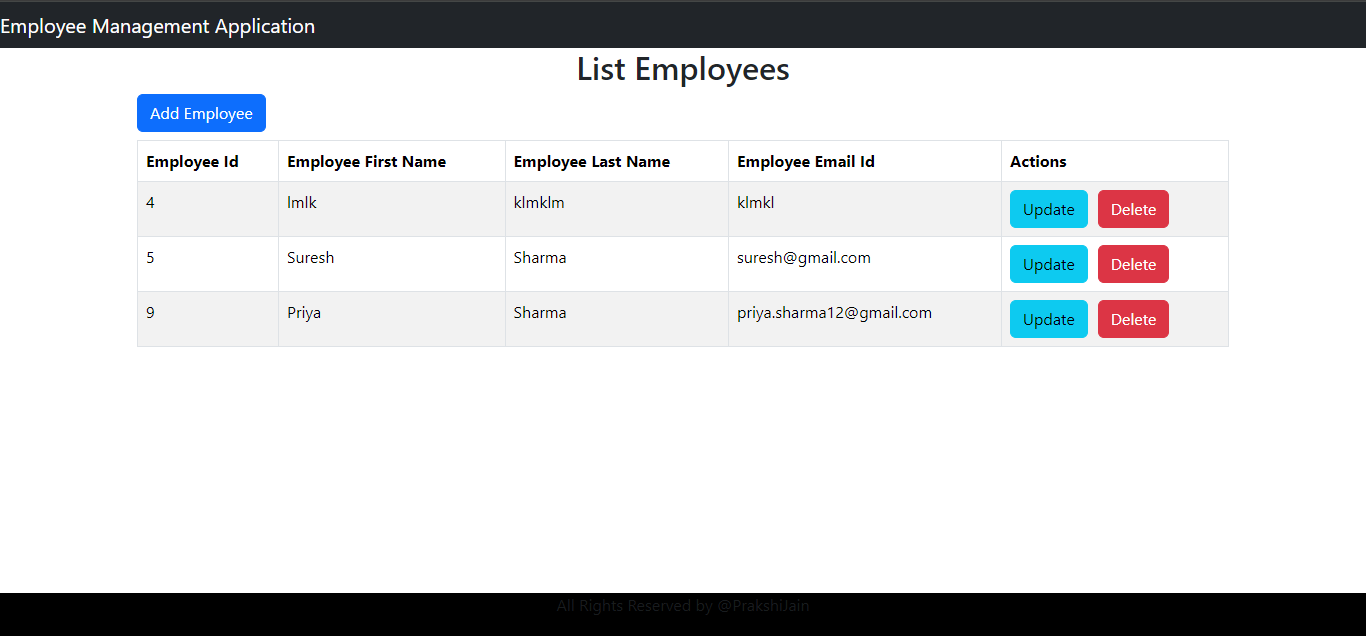 Employee Management Application
List Employees
Add Employee
Employee Id Employee First Name Employee Last Name Employee Email Id Actions
4 lmlk klmklm klmkl Update Delete
5 Suresh Sharma suresh@gmail.com Update Delete
9 Priya Sharma priya.sharma12@gmail.com Update Delete
All Rights Reserved by @PrakshiJain